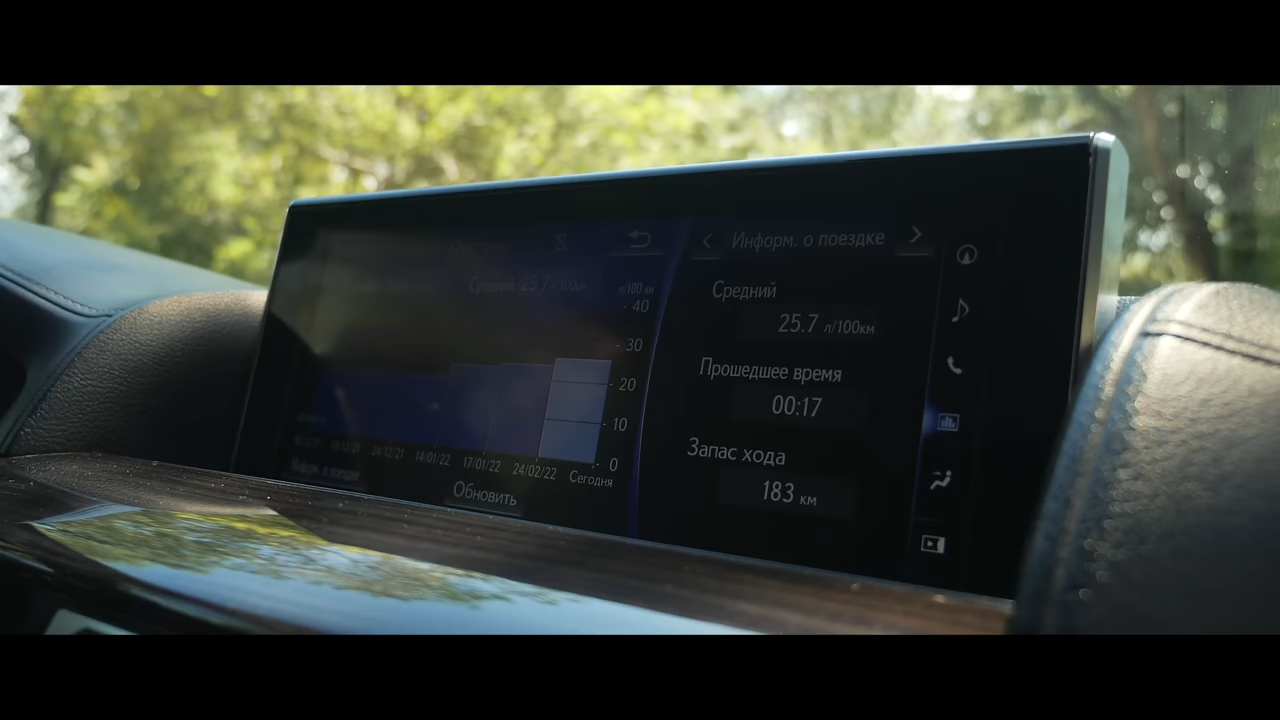 Средний 25.7 л/100км
л/100 км
40
30
20
10
0
24/12/21 14/01/22 17/01/22 24/02/22 Сегодня
Информ. о поездке
Обновить
Информ. о поездке
Средний
25.7 л/100км
Прошедшее время
00:17
Запас хода
183 км